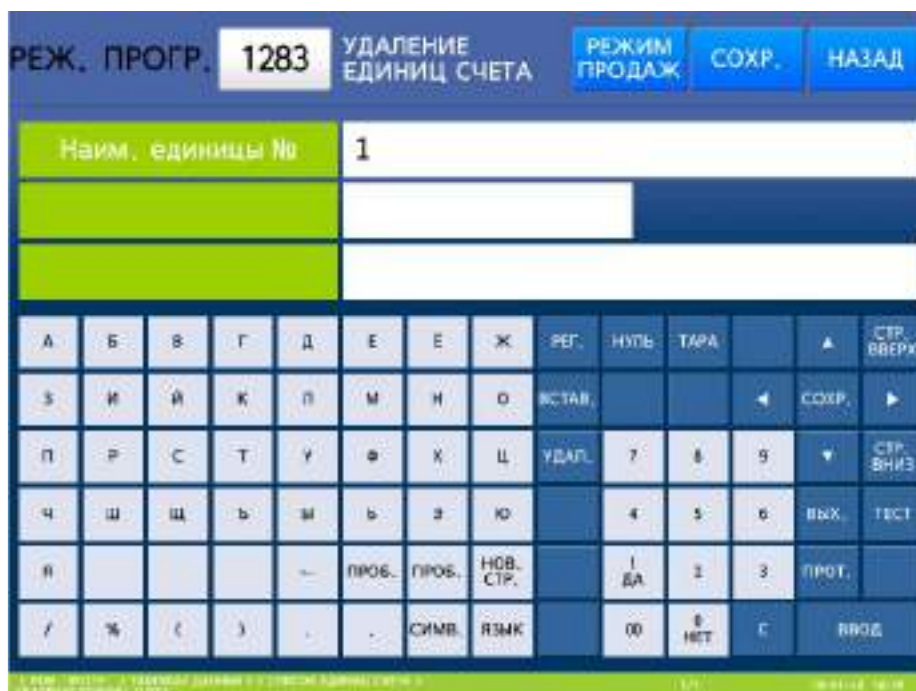 РЕЖ. ПРОГР. 1283 УДАЛЕНИЕ ЕДИНИЦ СЧЕТА РЕЖИМ ПРОДАЖ СОХР. НАЗАД
Наим. единицы № 1
А Б В Г Д Е Ё Ж РЕГ. НУЛЬ ТАРА ▲ СТР. ВВЕРХ
З И Й К Л М Н О ВСТАВ. ◀ СОХР. ▶
П Р С Т У Ф Х Ц УДАЛ. 7 8 9 ▼ СТР. ВНИЗ
Ч Ш Щ Ъ Ы Ь Э Ю 4 5 6 ВЫХ. ТЕСТ
Я ПРОБ. ПРОБ. НОВ. СТР. 1 ДА 2 3 ПРОТ.
/ % ( ) , . СИМВ. ЯЗЫК 00 0 НЕТ С ВВОД